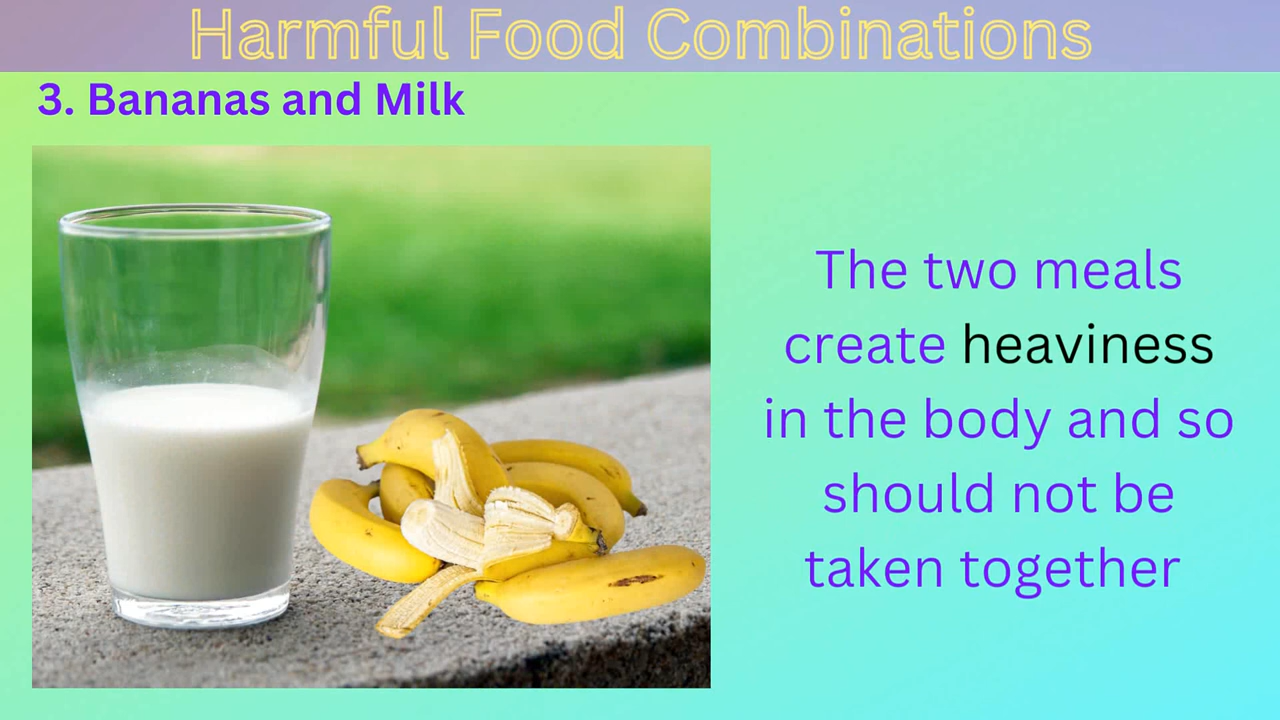 Harmful Food Combinations
3. Bananas and Milk
The two meals
create heaviness
in the body and so
should not be
taken together